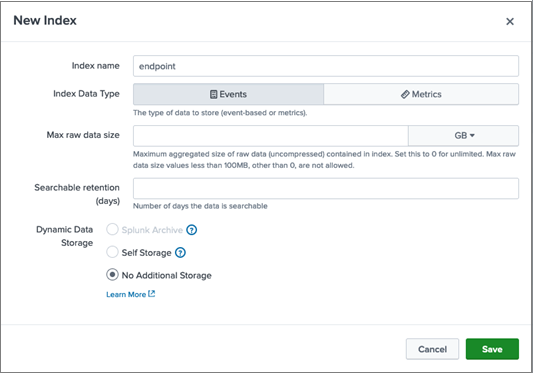 New Index
Index name
endpoint
Index Data Type
Events
Metrics
The type of data to store (event-based or metrics).
Max raw data size
GB
Maximum aggregated size of raw data (uncompressed) contained in index. Set this to 0 for unlimited. Max raw
data size values less than 100MB, other than 0, are not allowed.
Searchable retention
(days)
Number of days the data is searchable
Dynamic Data
Storage
Splunk Archive ?
Self Storage ?
No Additional Storage
Learn More
Cancel
Save